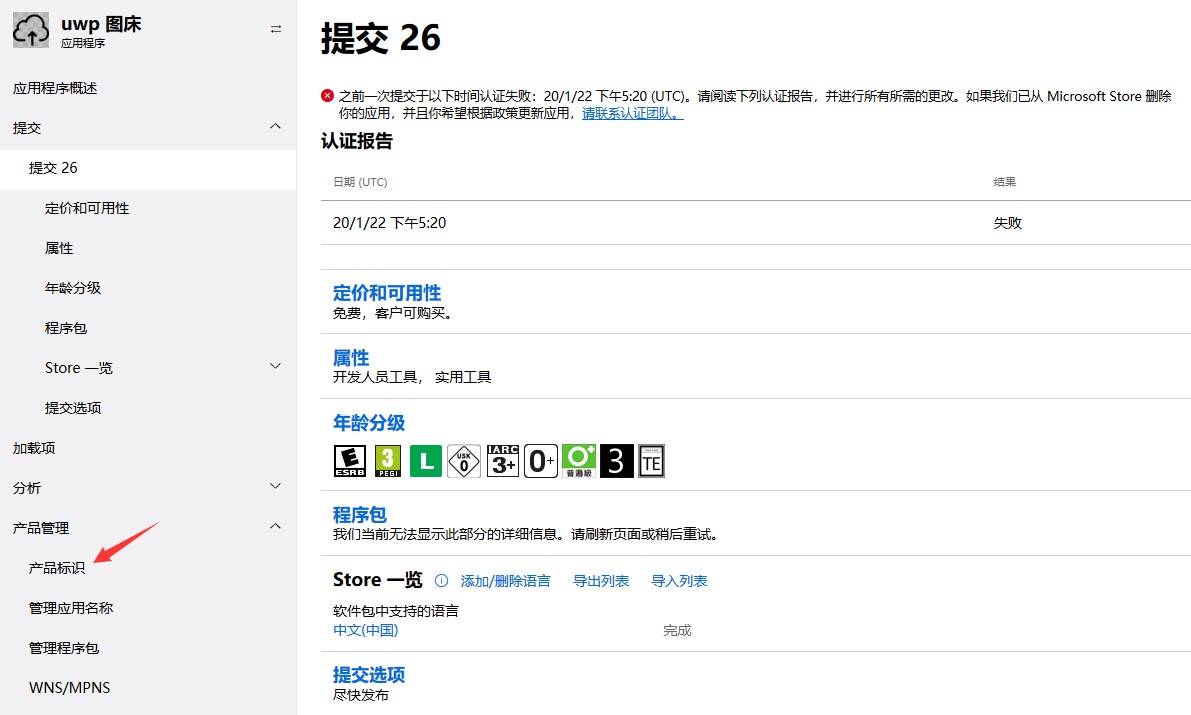 uwp 图床
应用程序
应用程序概述
提交
提交 26
定价和可用性
属性
年龄分级
程序包
Store 一览
提交选项
加载项
分析
产品管理
产品标识
管理应用名称
管理程序包
WNS/MPNS
提交 26
之前一次提交于以下时间认证失败：20/1/22 下午5:20 (UTC)。请阅读下列认证报告，并进行所有所需的更改。如果我们已从 Microsoft Store 删除
你的应用，并且你希望根据政策更新应用，请联系认证团队。
认证报告
日期 (UTC) 结果
20/1/22 下午5:20 失败
定价和可用性
免费，客户可购买。
属性
开发人员工具， 实用工具
年龄分级
E ESRB 3 PEGI L USK 0 IARC 3+ 0+ 0+ 普遍級 3 TE
程序包
我们当前无法显示此部分的详细信息。请刷新页面或稍后重试。
Store 一览 添加/删除语言 导出列表 导入列表
软件包中支持的语言
中文(中国) 完成
提交选项
尽快发布